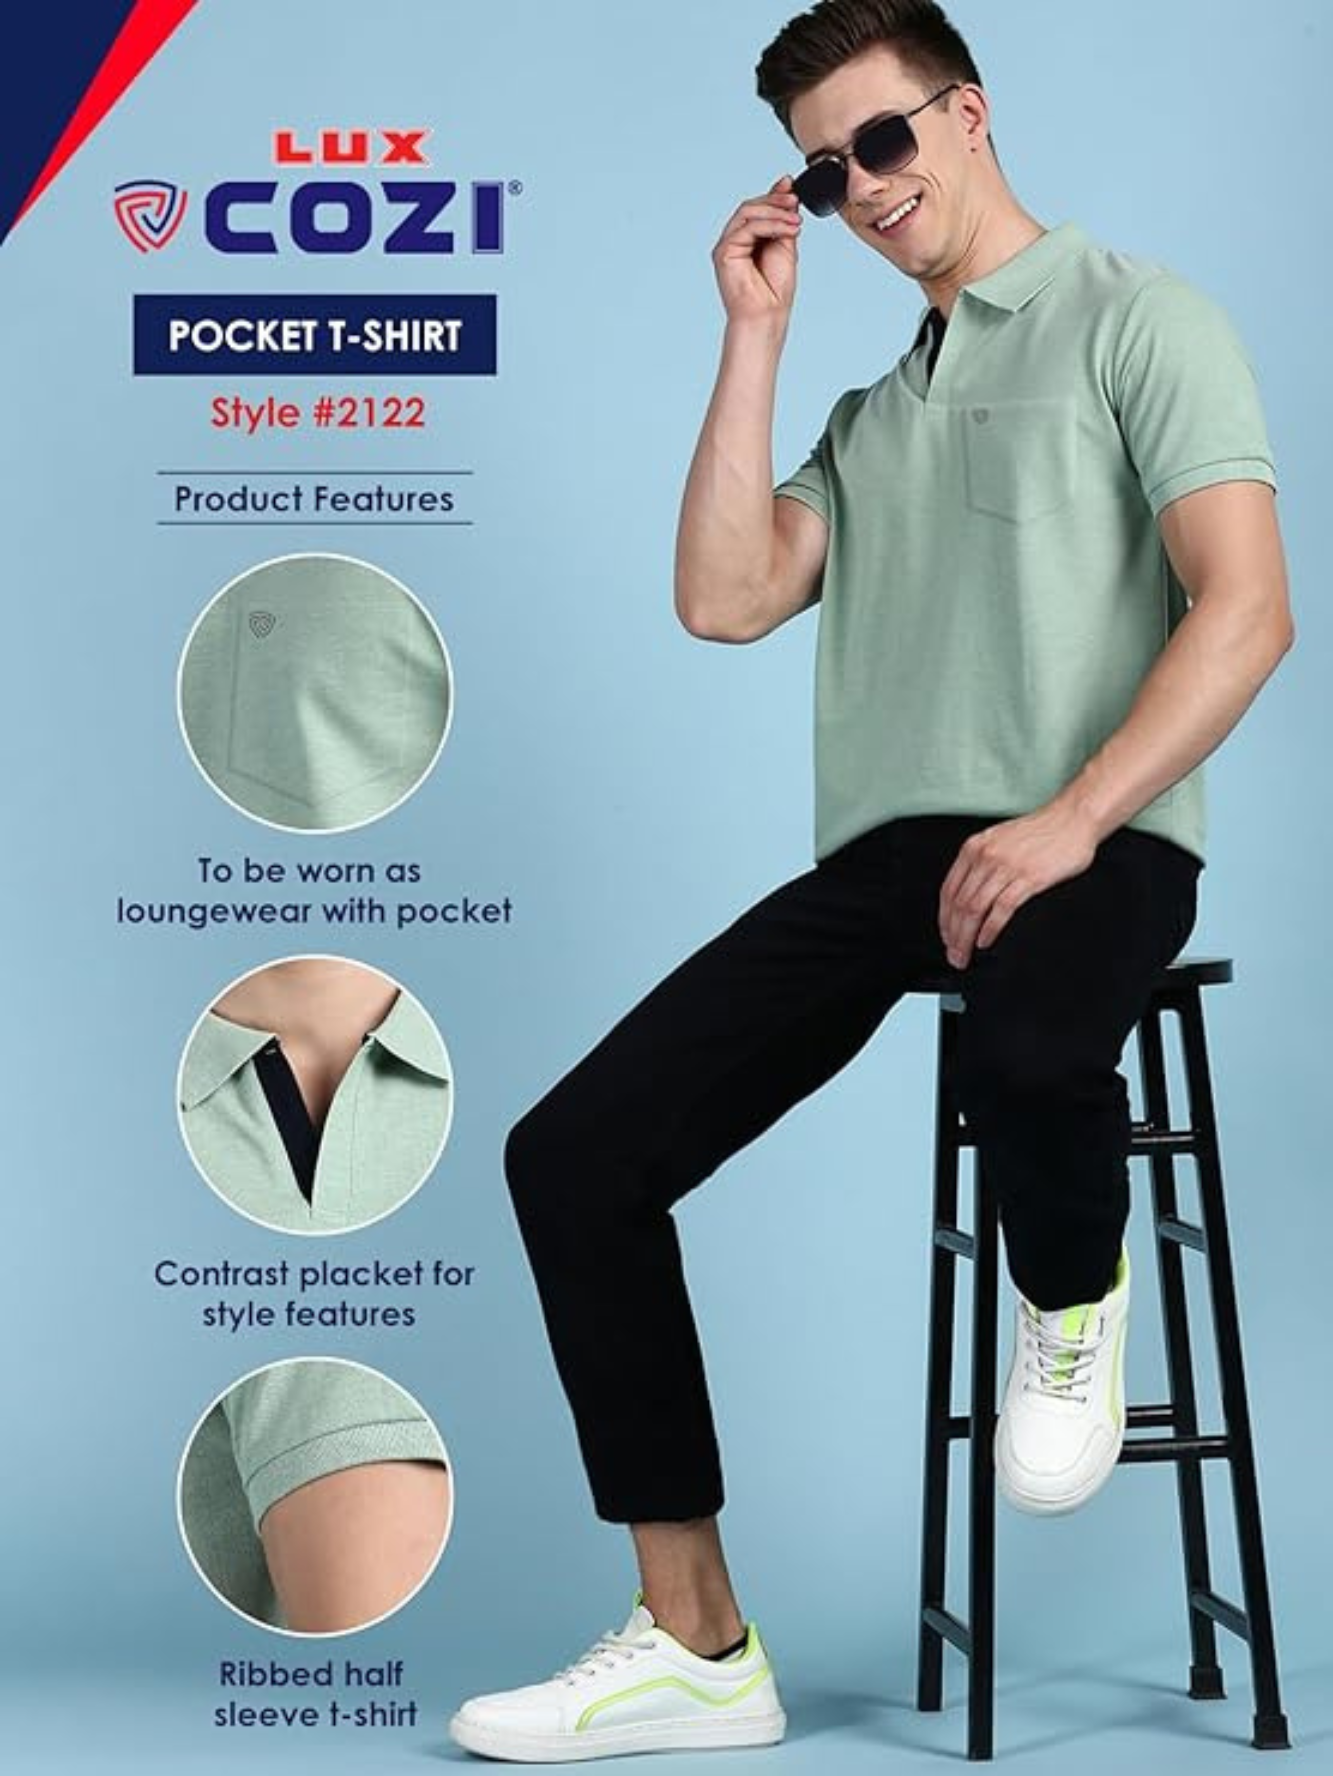 LUX
COZI®
POCKET T-SHIRT
Style #2122
Product Features
To be worn as
loungewear with pocket
Contrast placket for
style features
Ribbed half
sleeve t-shirt